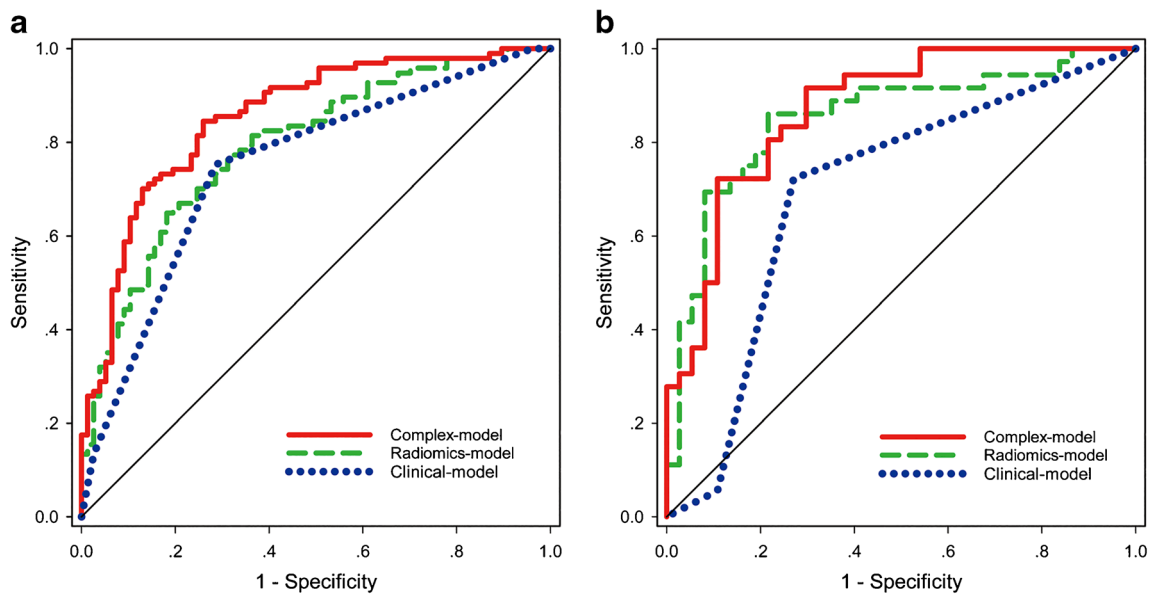 a
1.0
.8
.6
.4
.2
0.0
Sensitivity
Complex-model
Radiomics-model
Clinical-model
0.0 .2 .4 .6 .8 1.0
1 - Specificity
b
1.0
.8
.6
.4
.2
0.0
Sensitivity
Complex-model
Radiomics-model
Clinical-model
0.0 .2 .4 .6 .8 1.0
1 - Specificity